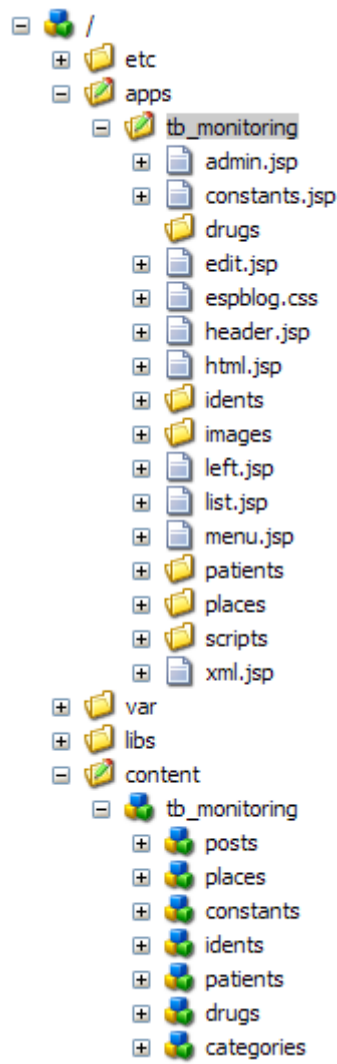 /
etc
apps
tb_monitoring
admin.jsp
constants.jsp
drugs
edit.jsp
espblog.css
header.jsp
html.jsp
idents
images
left.jsp
list.jsp
menu.jsp
patients
places
scripts
xml.jsp
var
libs
content
tb_monitoring
posts
places
constants
idents
patients
drugs
categories